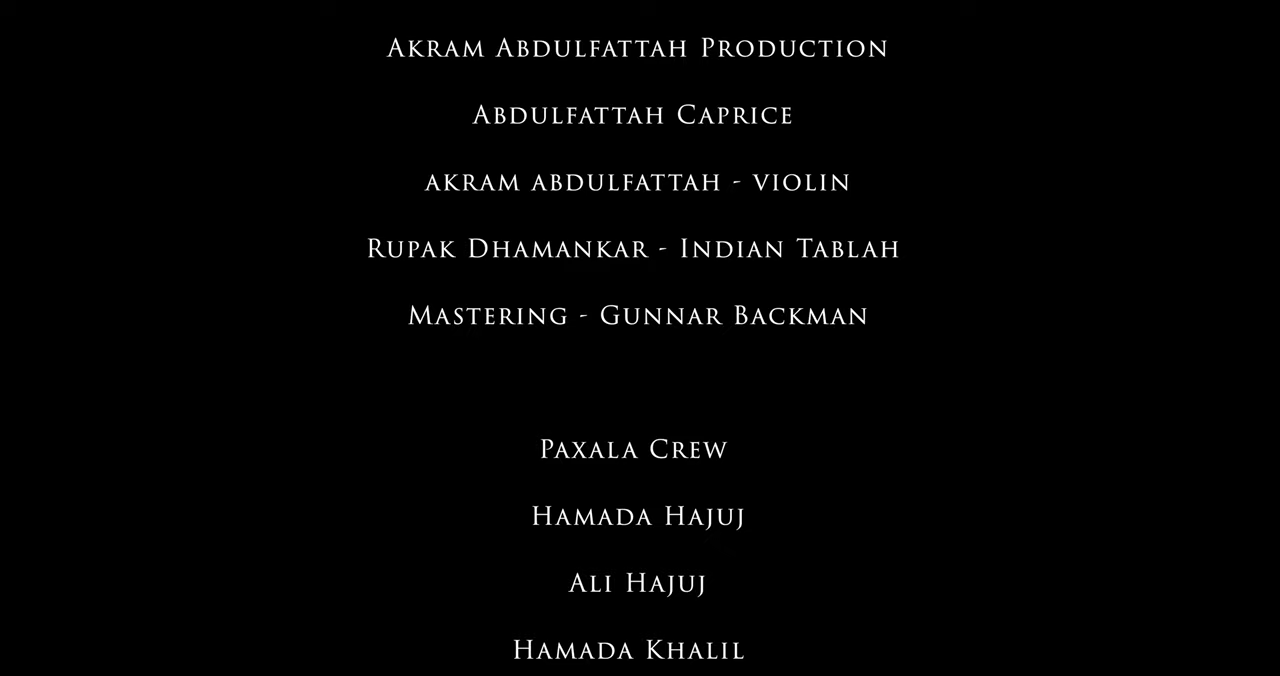 Akram Abdulfattah Production
Abdulfattah Caprice
akram abdulfattah - violin
Rupak Dhamankar - Indian Tablah
Mastering - Gunnar Backman
Paxala Crew
Hamada Hajuj
Ali Hajuj
Hamada Khalil